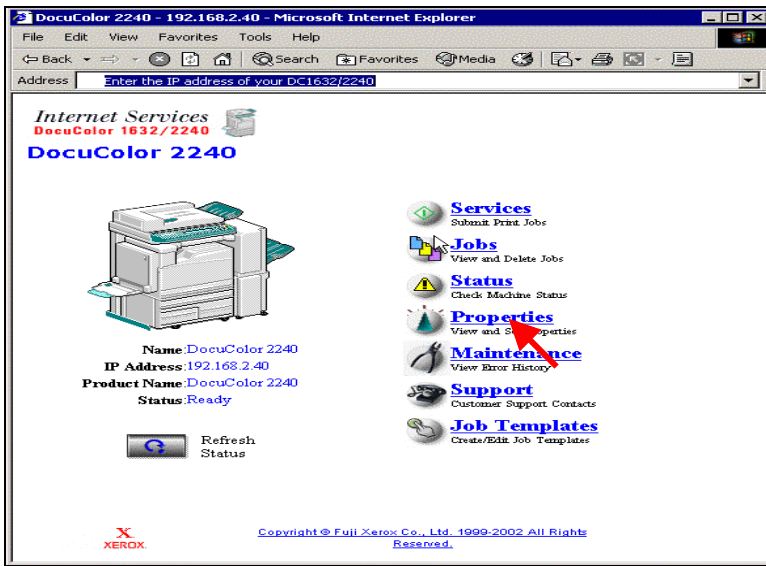 DocuColor 2240 - 192.168.2.40 - Microsoft Internet Explorer
File Edit View Favorites Tools Help
Back Search Favorites Media
Address Enter the IP address of your DC1632/2240
Internet Services
DocuColor 1632/2240
DocuColor 2240
Services
Submit Print Jobs
Jobs
View and Delete Jobs
Status
Check Machine Status
Properties
View and
Maintenance
View Error History
Support
Customer Support Contacts
Job Templates
Create/Edit Job Templates
Name:DocuColor 2240
IP Address:192.168.2.40
Product Name:DocuColor 2240
Status:Ready
Refresh
Status
X
XEROX.
Copyright © Fuji Xerox Co., Ltd. 1999-2002 All Rights
Reserved.